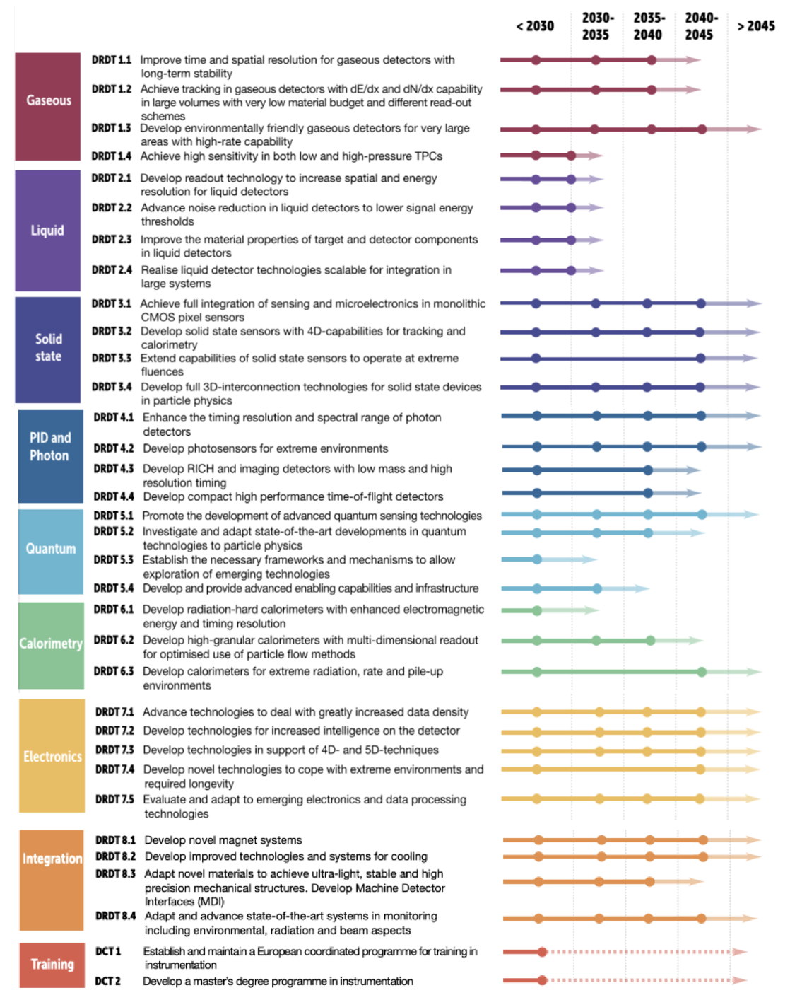 < 2030
2030-
2035
2035-
2040
2040-
2045
> 2045
Gaseous
DRDT 1.1 Improve time and spatial resolution for gaseous detectors with
long-term stability
DRDT 1.2 Achieve tracking in gaseous detectors with dE/dx and dN/dx capability
in large volumes with very low material budget and different read-out
schemes
DRDT 1.3 Develop environmentally friendly gaseous detectors for very large
areas with high-rate capability
DRDT 1.4 Achieve high sensitivity in both low and high-pressure TPCs
Liquid
DRDT 2.1 Develop readout technology to increase spatial and energy
resolution for liquid detectors
DRDT 2.2 Advance noise reduction in liquid detectors to lower signal energy
thresholds
DRDT 2.3 Improve the material properties of target and detector components
in liquid detectors
DRDT 2.4 Realise liquid detector technologies scalable for integration in
large systems
Solid
state
DRDT 3.1 Achieve full integration of sensing and microelectronics in monolithic
CMOS pixel sensors
DRDT 3.2 Develop solid state sensors with 4D-capabilities for tracking and
calorimetry
DRDT 3.3 Extend capabilities of solid state sensors to operate at extreme
fluences
DRDT 3.4 Develop full 3D-interconnection technologies for solid state devices
in particle physics
PID and
Photon
DRDT 4.1 Enhance the timing resolution and spectral range of photon
detectors
DRDT 4.2 Develop photosensors for extreme environments
DRDT 4.3 Develop RICH and imaging detectors with low mass and high
resolution timing
DRDT 4.4 Develop compact high performance time-of-flight detectors
Quantum
DRDT 5.1 Promote the development of advanced quantum sensing technologies
DRDT 5.2 Investigate and adapt state-of-the-art developments in quantum
technologies to particle physics
DRDT 5.3 Establish the necessary frameworks and mechanisms to allow
exploration of emerging technologies
DRDT 5.4 Develop and provide advanced enabling capabilities and infrastructure
Calorimetry
DRDT 6.1 Develop radiation-hard calorimeters with enhanced electromagnetic
energy and timing resolution
DRDT 6.2 Develop high-granular calorimeters with multi-dimensional readout
for optimised use of particle flow methods
DRDT 6.3 Develop calorimeters for extreme radiation, rate and pile-up
environments
Electronics
DRDT 7.1 Advance technologies to deal with greatly increased data density
DRDT 7.2 Develop technologies for increased intelligence on the detector
DRDT 7.3 Develop technologies in support of 4D- and 5D-techniques
DRDT 7.4 Develop novel technologies to cope with extreme environments and
required longevity
DRDT 7.5 Evaluate and adapt to emerging electronics and data processing
technologies
Integration
DRDT 8.1 Develop novel magnet systems
DRDT 8.2 Develop improved technologies and systems for cooling
DRDT 8.3 Adapt novel materials to achieve ultra-light, stable and high
precision mechanical structures. Develop Machine Detector
Interfaces (MDI)
DRDT 8.4 Adapt and advance state-of-the-art systems in monitoring
including environmental, radiation and beam aspects
Training
DCT 1 Establish and maintain a European coordinated programme for training in
instrumentation
DCT 2 Develop a master's degree programme in instrumentation